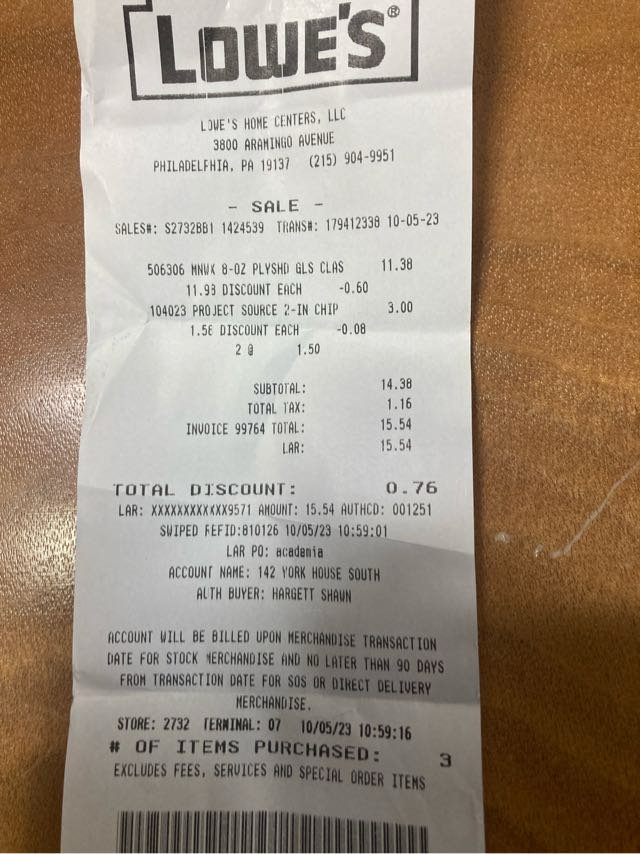 LOWE'S®
LOWE'S HOME CENTERS, LLC
3800 ARAMINGO AVENUE
PHILADELPHIA, PA 19137 (215) 904-9951
- SALE -
SALES#: S2732BB1 1424539 TRANS#: 179412338 10-05-23
506306 MNWX 8-OZ PLYSHD GLS CLAS 11.38
11.98 DISCOUNT EACH -0.60
104023 PROJECT SOURCE 2-IN CHIP 3.00
1.58 DISCOUNT EACH -0.08
2 @ 1.50
SUBTOTAL: 14.38
TOTAL TAX: 1.16
INVOICE 99764 TOTAL: 15.54
LAR: 15.54
TOTAL DISCOUNT: 0.76
LAR: XXXXXXXXXXXX9571 AMOUNT: 15.54 AUTHCD: 001251
SWIPED REFID:810126 10/05/23 10:59:01
LAR PO: academia
ACCOUNT NAME: 142 YORK HOUSE SOUTH
AUTH BUYER: HARGETT SHAWN
ACCOUNT WILL BE BILLED UPON MERCHANDISE TRANSACTION
DATE FOR STOCK MERCHANDISE AND NO LATER THAN 90 DAYS
FROM TRANSACTION DATE FOR SOS OR DIRECT DELIVERY
MERCHANDISE.
STORE: 2732 TERMINAL: 07 10/05/23 10:59:16
# OF ITEMS PURCHASED: 3
EXCLUDES FEES, SERVICES AND SPECIAL ORDER ITEMS